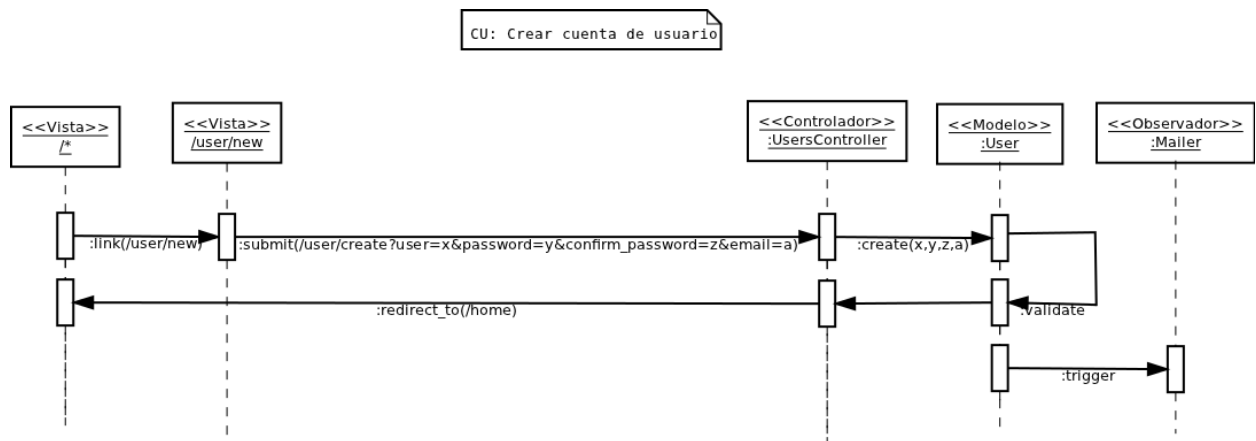 CU: Crear cuenta de usuario
<<Vista>>
/*
<<Vista>>
/user/new
<<Controlador>>
:UsersController
<<Modelo>>
:User
<<Observador>>
:Mailer
:link(/user/new)
:submit(/user/create?user=x&password=y&confirm_password=z&email=a)
:create(x,y,z,a)
:redirect_to(/home)
:validate
:trigger